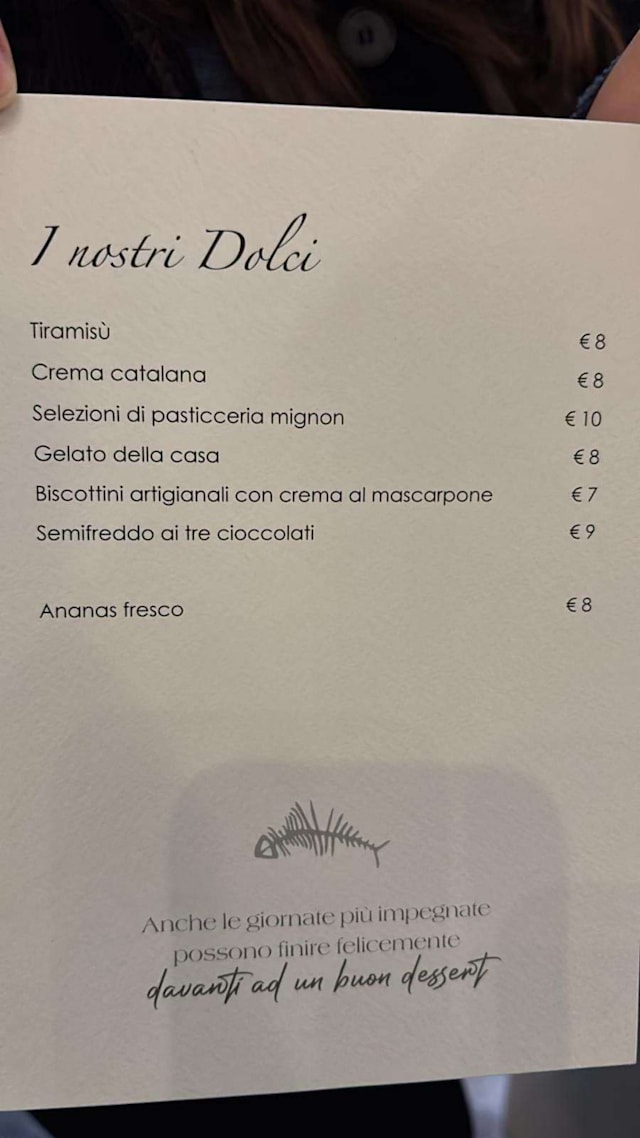 I nostri Dolci
Tiramisù € 8
Crema catalana € 8
Selezioni di pasticceria mignon € 10
Gelato della casa € 8
Biscottini artigianali con crema al mascarpone € 7
Semifreddo ai tre cioccolati € 9
Ananas fresco € 8
Anche le giornate più impegnate
possono finire felicemente
davanti ad un buon dessert